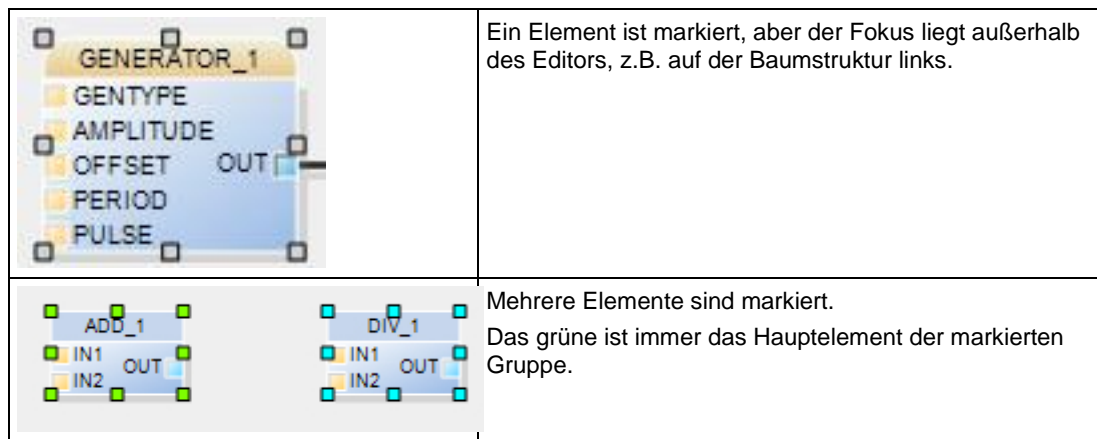 GENERATOR_1
GENTYPE
AMPLITUDE
OFFSET OUT
PERIOD
PULSE
Ein Element ist markiert, aber der Fokus liegt außerhalb
des Editors, z.B. auf der Baumstruktur links.
ADD_1
IN1
OUT
IN2
DIV_1
IN1
OUT
IN2
Mehrere Elemente sind markiert.
Das grüne ist immer das Hauptelement der markierten
Gruppe.